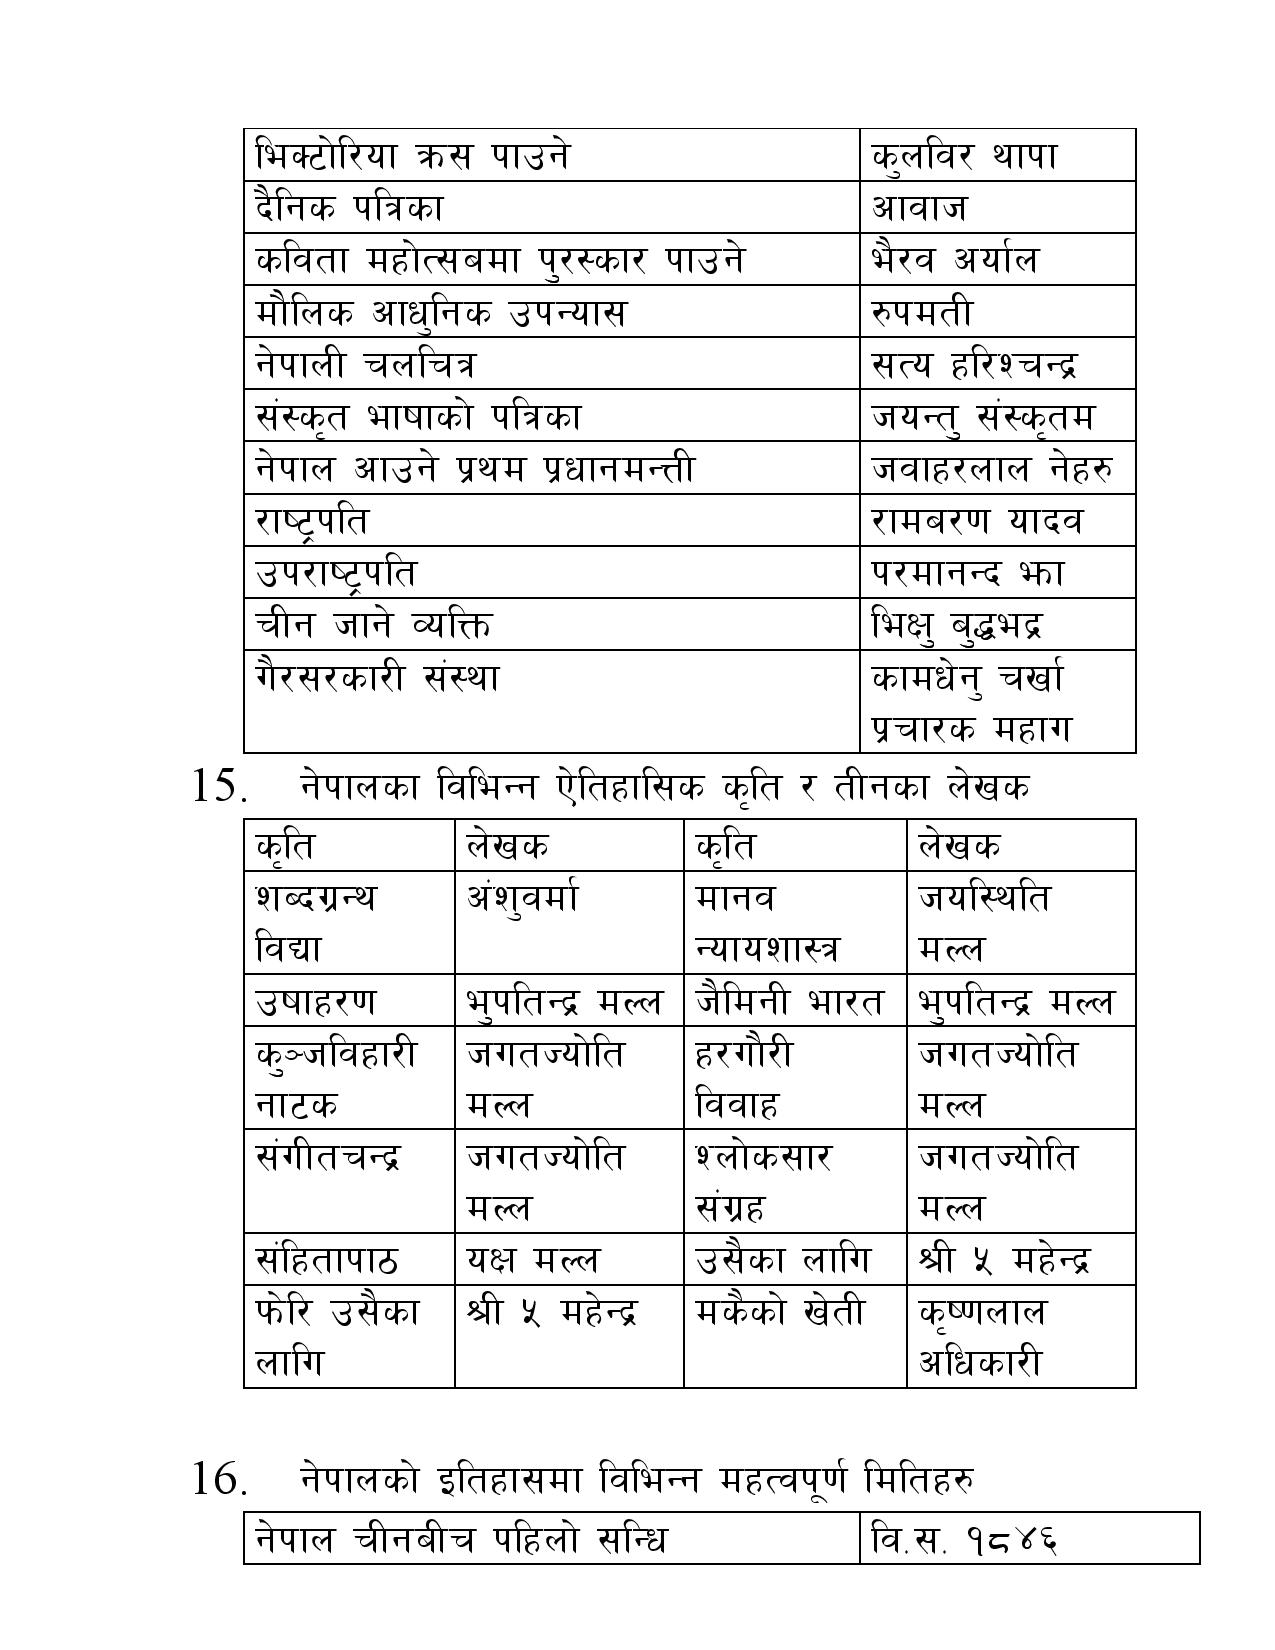 भिक्टोरिया क्रस पाउने कुलविर थापा
दैनिक पत्रिका आवाज
कविता महोत्सबमा पुरस्कार पाउने भैरव अर्याल
मौलिक आधुनिक उपन्यास रुपमती
नेपाली चलचित्र सत्य हरिश्चन्द्र
संस्कृत भाषाको पत्रिका जयन्तु संस्कृतम
नेपाल आउने प्रथम प्रधानमन्त्ती जवाहरलाल नेहरु
राष्ट्रपति रामबरण यादव
उपराष्ट्रपति परमानन्द झा
चीन जाने व्यक्ति भिक्षु बुद्धभद्र
गैरसरकारी संस्था कामधेनु चर्खा
प्रचारक महाग
15. नेपालका विभिन्न ऐतिहासिक कृति र तीनका लेखक
कृति लेखक कृति लेखक
शब्दग्रन्थ अंशुवर्मा मानव जयस्थिति
विद्या न्यायशास्त्र मल्ल
उषाहरण भुपतिन्द्र मल्ल जैमिनी भारत भुपतिन्द्र मल्ल
कुञ्जविहारी जगतज्योति हरगौरी जगतज्योति
नाटक मल्ल विवाह मल्ल
संगीतचन्द्र जगतज्योति श्लोकसार जगतज्योति
मल्ल संग्रह मल्ल
संहितापाठ यक्ष मल्ल उसैका लागि श्री ५ महेन्द्र
फेरि उसैका श्री ५ महेन्द्र मकैको खेती कृष्णलाल
लागि अधिकारी
16. नेपालको इतिहासमा विभिन्न महत्वपूर्ण मितिहरु
नेपाल चीनबीच पहिलो सन्धि वि.स. १८४६